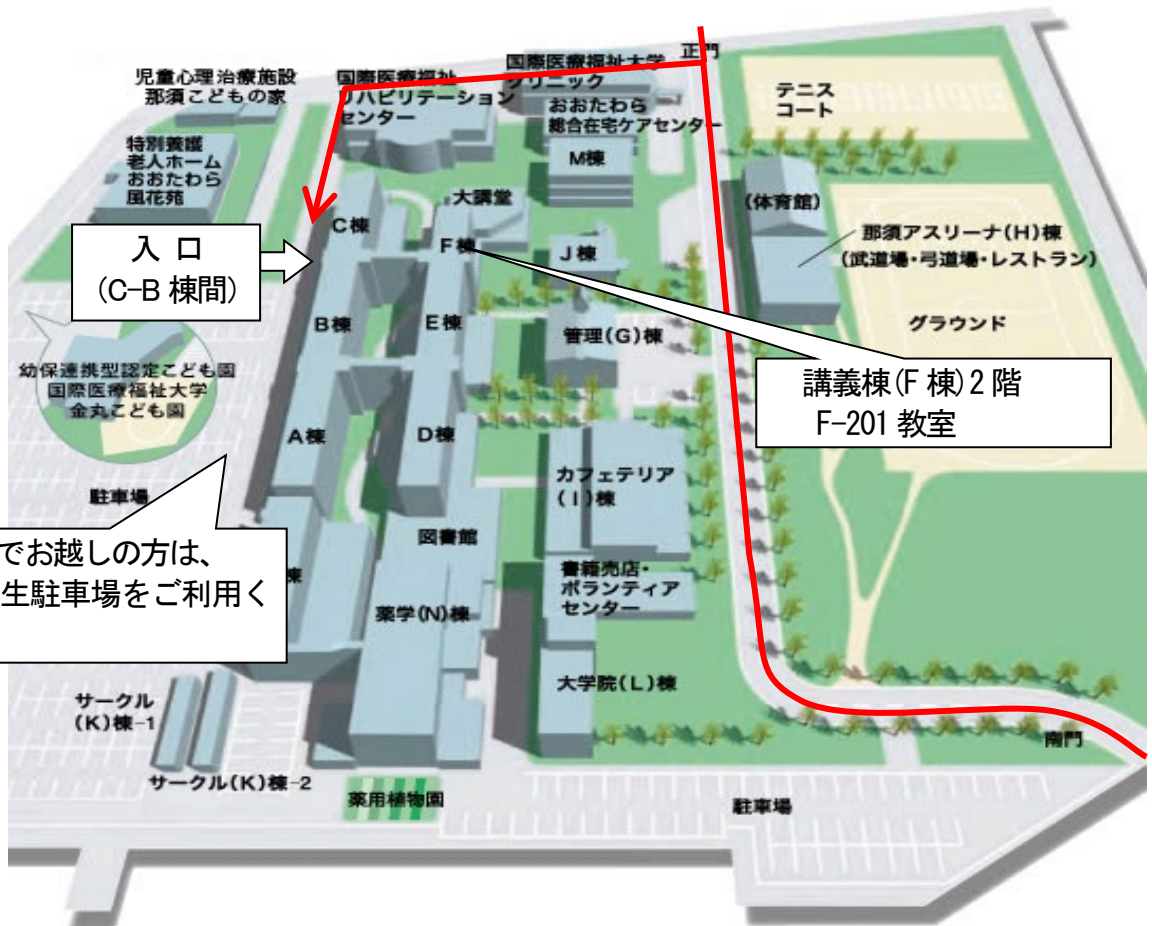 正門
国際医療福祉大学
クリニック
児童心理治療施設
那須こどもの家
国際医療福祉
リハビリテーション
センター
おおたわら
総合在宅ケアセンター
テニス
コート
特別養護
老人ホーム
おおたわら
風花苑
M棟
(体育館)
大講堂
C棟
F棟
J棟
那須アスリーナ(H)棟
(武道場・弓道場・レストラン)
入 口
(C-B 棟間)
B棟
E棟
管理(G)棟
グラウンド
幼保連携型認定こども園
国際医療福祉大学
金丸こども園
講義棟(F 棟)2 階
F-201 教室
A棟
D棟
カフェテリア
(I)棟
駐車場
図書館
でお越しの方は、
生駐車場をご利用く
棟
書籍売店・
ボランティア
センター
薬学(N)棟
大学院(L)棟
サークル
(K)棟-1
サークル(K)棟-2
南門
薬用植物園
駐車場